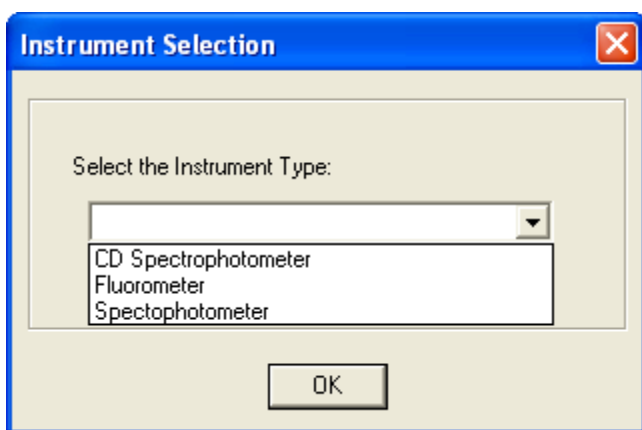 Instrument Selection
Select the Instrument Type:
CD Spectrophotometer
Fluorometer
Spectophotometer
OK